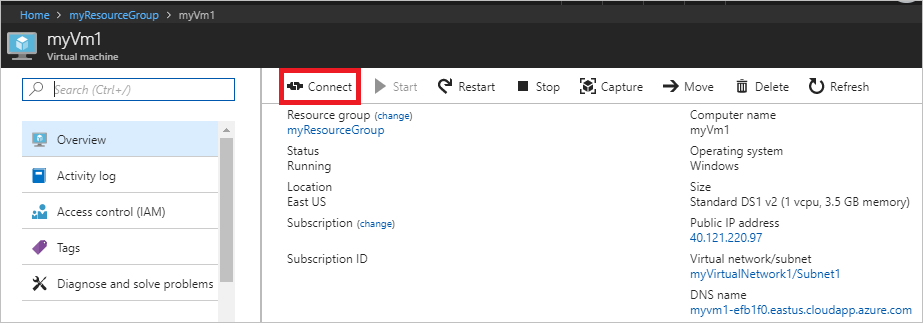 Home > myResourceGroup > myVm1
myVm1
Virtual machine
Search (Ctrl+/)
Overview
Activity log
Access control (IAM)
Tags
Diagnose and solve problems
Connect Start Restart Stop Capture Move Delete Refresh
Resource group (change)
myResourceGroup
Status
Running
Location
East US
Subscription (change)
Subscription ID
Computer name
myVm1
Operating system
Windows
Size
Standard DS1 v2 (1 vcpu, 3.5 GB memory)
Public IP address
40.121.220.97
Virtual network/subnet
myVirtualNetwork1/Subnet1
DNS name
myvm1-efb1f0.eastus.cloudapp.azure.com